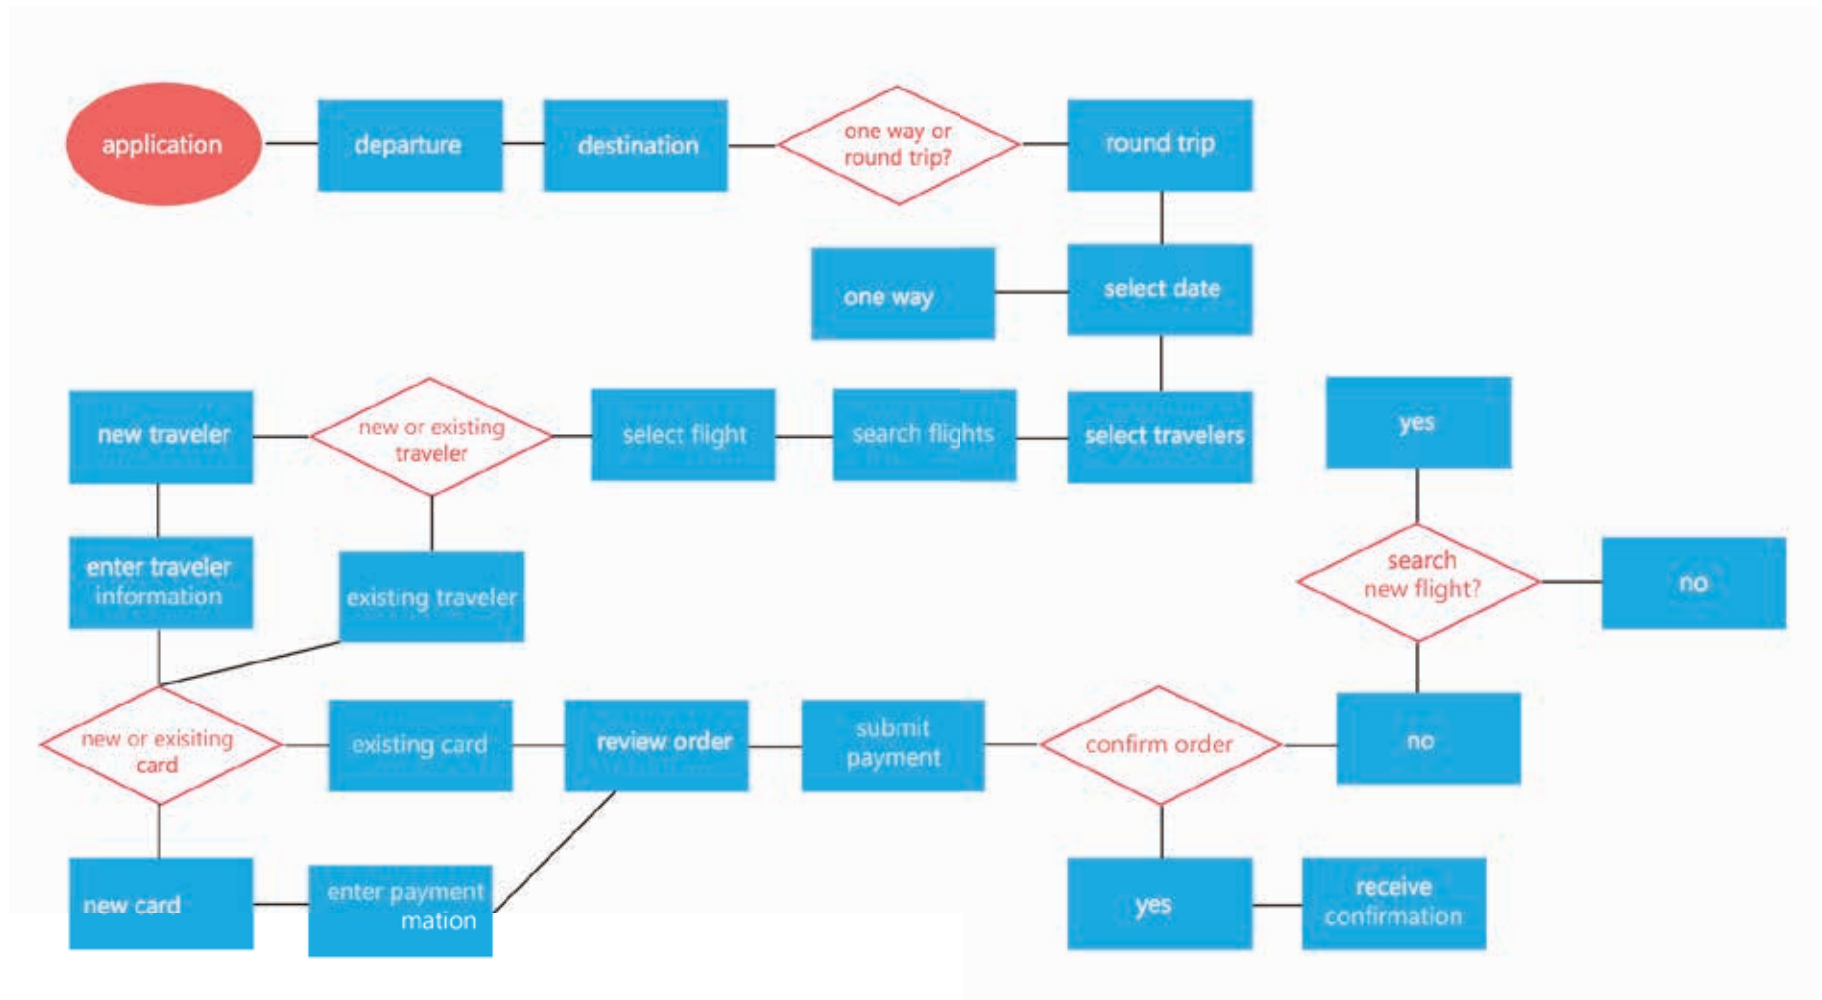 application
departure
destination
one way or
round trip?
round trip
one way
select date
new traveler
new or existing
traveler
select flight
search flights
select travelers
yes
enter traveler
information
existing traveler
search
new flight?
no
new or exisiting
card
existing card
review order
submit
payment
confirm order
no
new card
enter payment
mation
yes
receive
confirmation